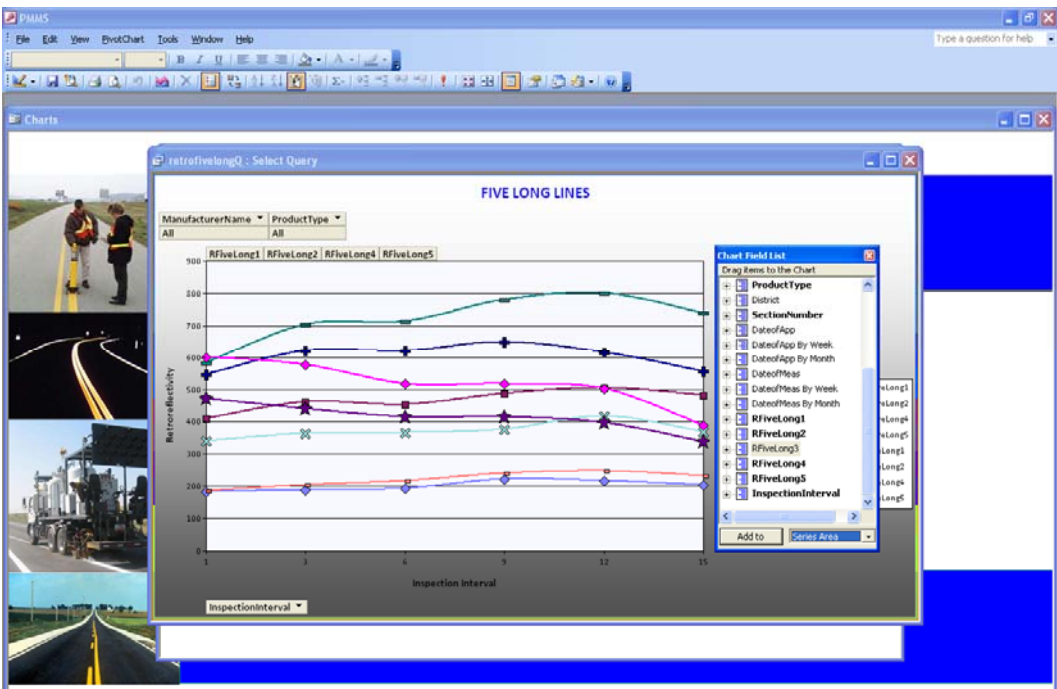 PMMS
File Edit View PivotChart Tools Window Help
Type a question for help
Charts
retrofivelongQ : Select Query
FIVE LONG LINES
ManufacturerName ProductType
All All
RFiveLong1 RFiveLong2 RFiveLong4 RFiveLong5
900
800
700
600
500
400
300
200
100
0
Retroreflectivity
1 3 6 9 12 15
Inspection Interval
InspectionInterval
Chart Field List
Drag items to the Chart
ProductType
District
SectionNumber
DateofApp
DateofApp By Week
DateofApp By Month
DateofMeas
DateofMeas By Week
DateofMeas By Month
RFiveLong1
RFiveLong2
RFiveLong3
RFiveLong4
RFiveLong5
InspectionInterval
Add to Series Area